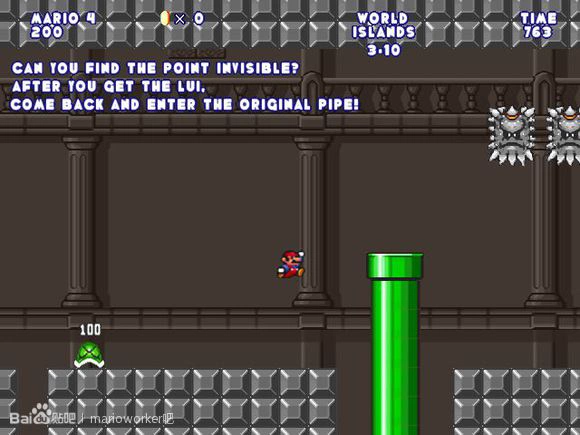 MARIO 4
200
× 0
WORLD
ISLANDS
3-10
TIME
763
CAN YOU FIND THE POINT INVISIBLE?
AFTER YOU GET THE LUI,
COME BACK AND ENTER THE ORIGINAL PIPE!
100
Bai贴吧 | marioworker吧